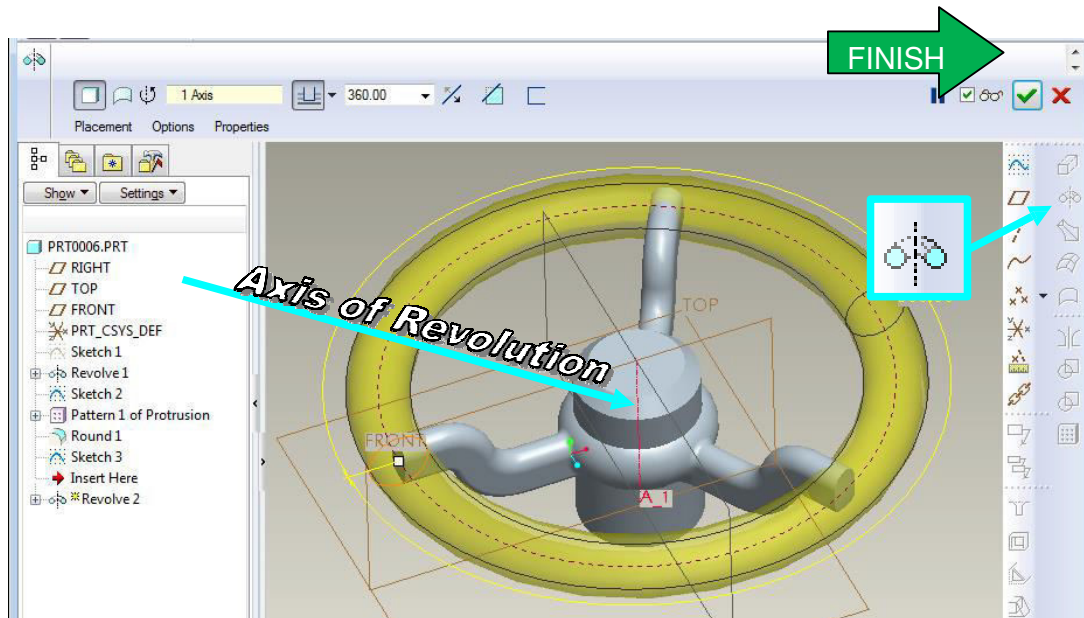 FINISH
1 Axis
360.00
Placement Options Properties
Show Settings
PRT0006.PRT
RIGHT
TOP
FRONT
PRT_CSYS_DEF
Sketch 1
Revolve 1
Sketch 2
Pattern 1 of Protrusion
Round 1
Sketch 3
Insert Here
Revolve 2
TOP
Axis of Revolution
FRONT
A_1